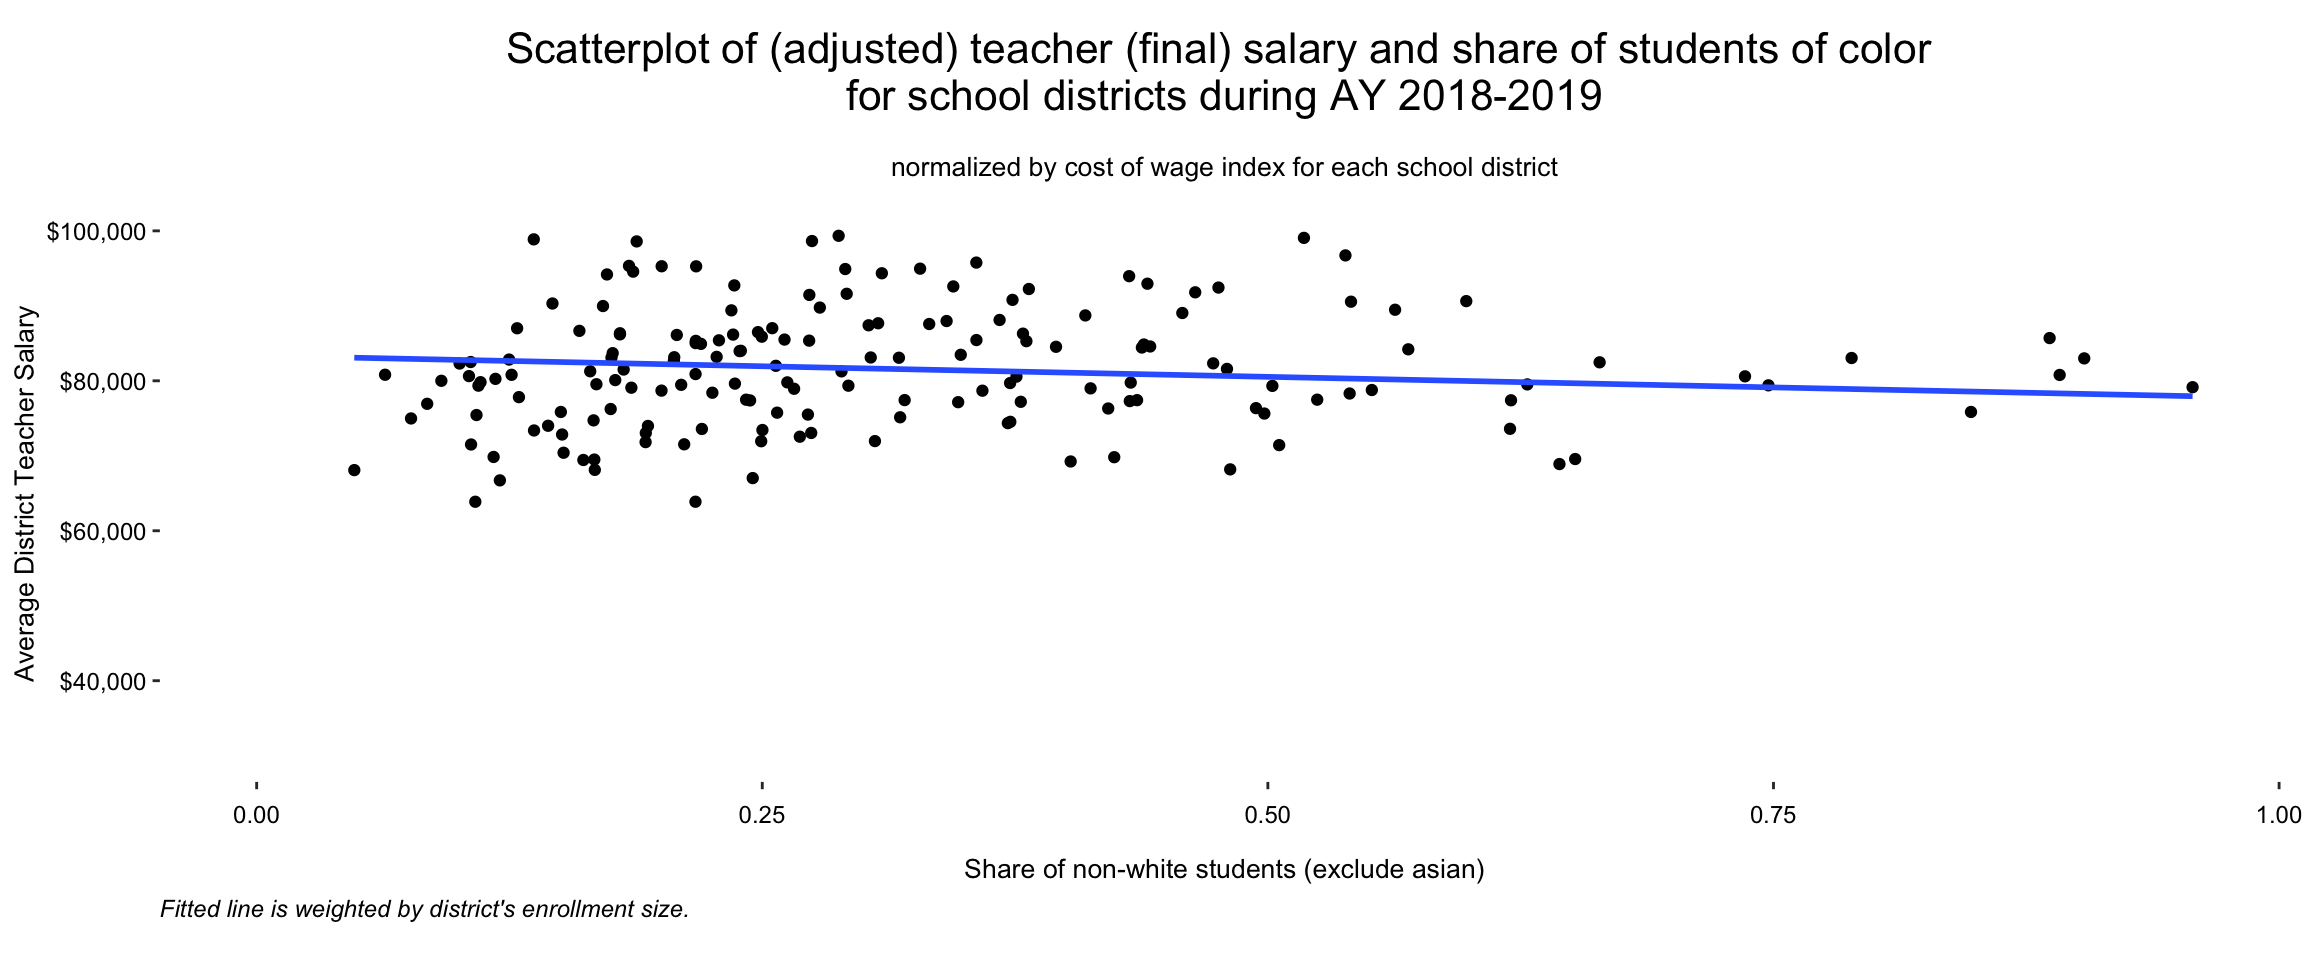 Scatterplot of (adjusted) teacher (final) salary and share of students of color
for school districts during AY 2018-2019
normalized by cost of wage index for each school district
Average District Teacher Salary
$100,000
$80,000
$60,000
$40,000
0.00
0.25
0.50
0.75
1.00
Share of non-white students (exclude asian)
Fitted line is weighted by district's enrollment size.